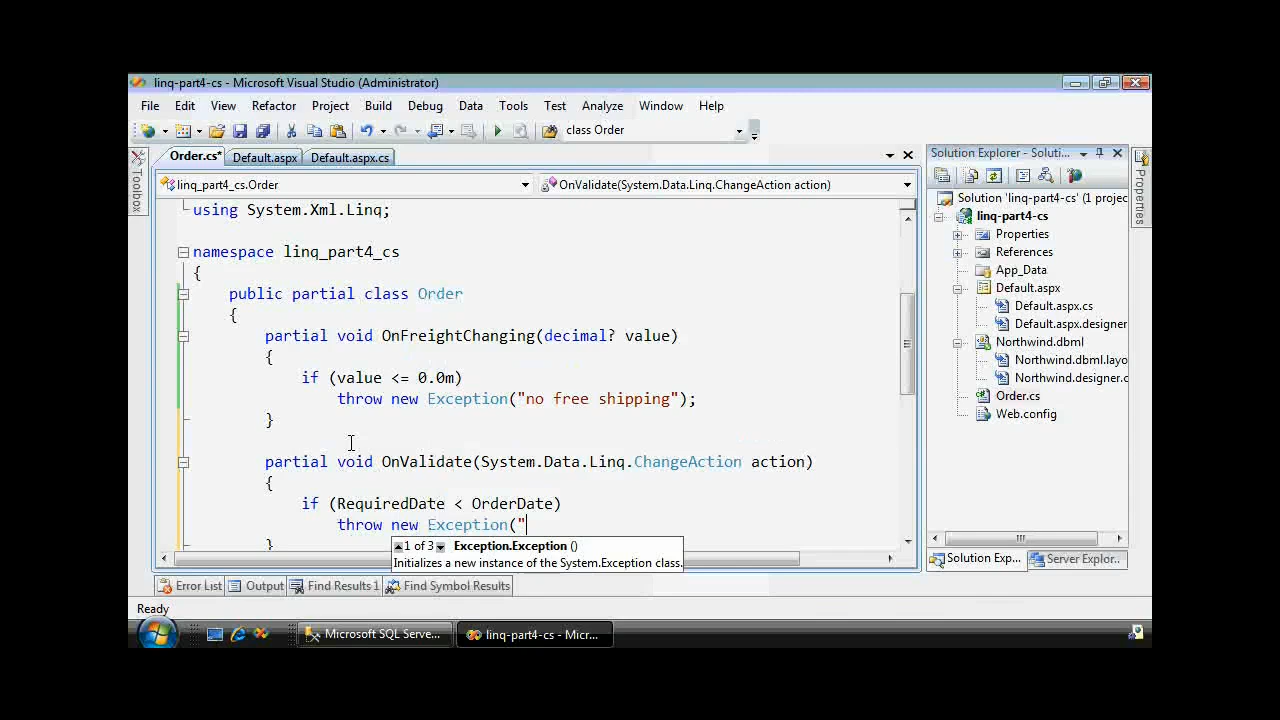 linq-part4-cs - Microsoft Visual Studio (Administrator)
File Edit View Refactor Project Build Debug Data Tools Test Analyze Window Help
class Order
Order.cs* Default.aspx Default.aspx.cs
Toolbox
linq_part4_cs.Order
OnValidate(System.Data.Linq.ChangeAction action)
using System.Xml.Linq;
namespace linq_part4_cs
{
public partial class Order
{
partial void OnFreightChanging(decimal? value)
{
if (value <= 0.0m)
throw new Exception("no free shipping");
}
partial void OnValidate(System.Data.Linq.ChangeAction action)
{
if (RequiredDate < OrderDate)
throw new Exception("
}
1 of 3 Exception.Exception ()
Initializes a new instance of the System.Exception class.
Solution Explorer - Soluti...
Properties
Solution 'linq-part4-cs' (1 projec
linq-part4-cs
Properties
References
App_Data
Default.aspx
Default.aspx.cs
Default.aspx.designer
Northwind.dbml
Northwind.dbml.layo
Northwind.designer.c
Order.cs
Web.config
Solution Exp... Server Explor...
Error List Output Find Results 1 Find Symbol Results
Ready
Microsoft SQL Serve... linq-part4-cs - Micr...